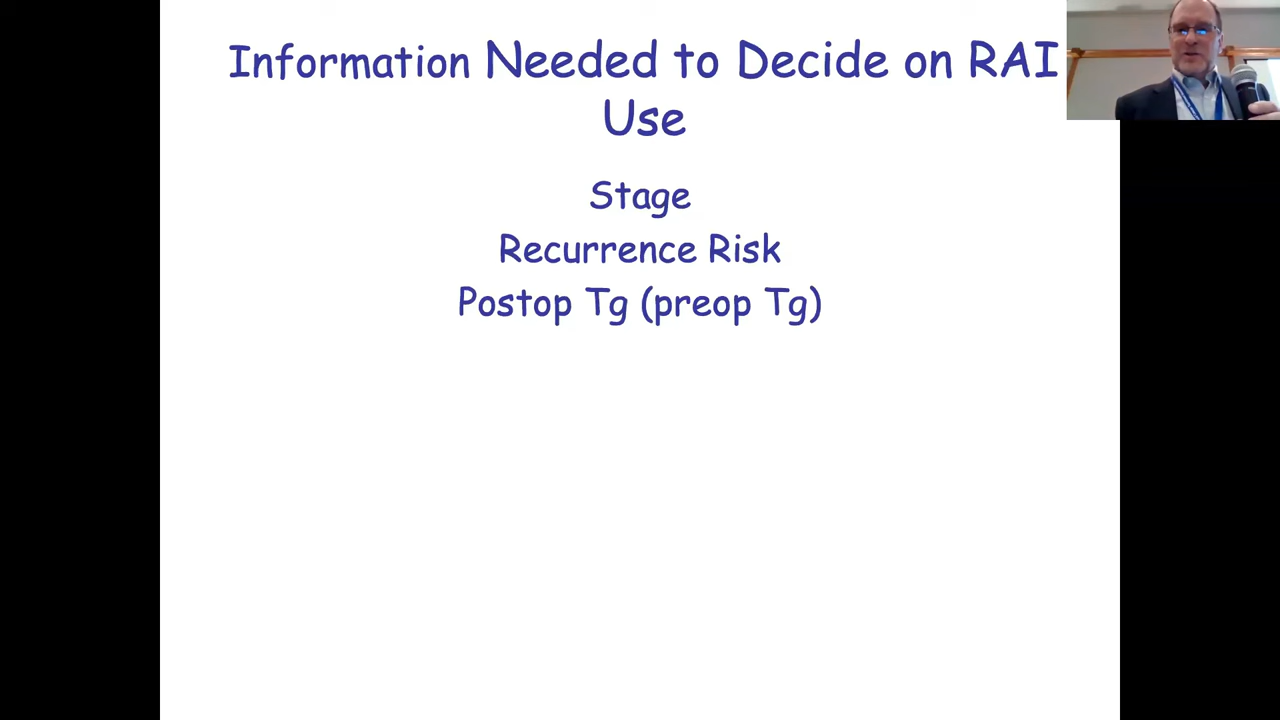 Information Needed to Decide on RAI
Use
Stage
Recurrence Risk
Postop Tg (preop Tg)